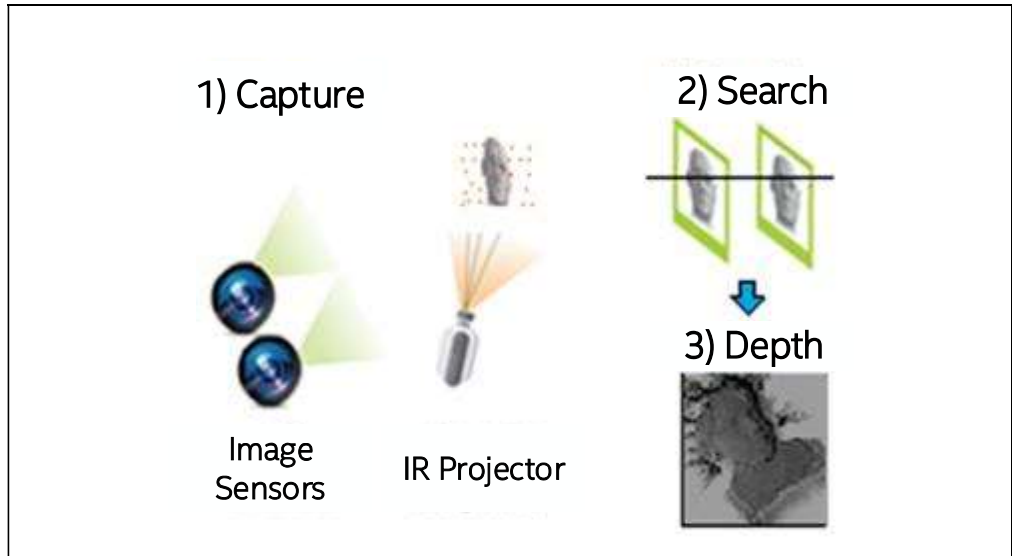 1) Capture
Image
Sensors
IR Projector
2) Search
3) Depth